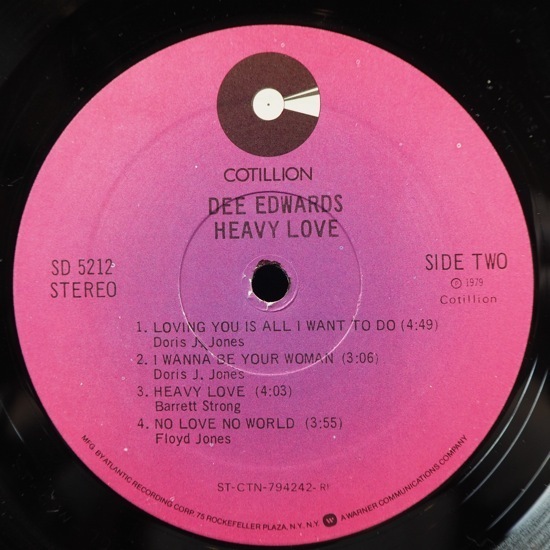 COTILLION
DEE EDWARDS
HEAVY LOVE
SD 5212
STEREO
SIDE TWO
Ⓟ 1979
Cotillion
1. LOVING YOU IS ALL I WANT TO DO (4:49)
Doris J. Jones
2. I WANNA BE YOUR WOMAN (3:06)
Doris J. Jones
3. HEAVY LOVE (4:03)
Barrett Strong
4. NO LOVE NO WORLD (3:55)
Floyd Jones
ST-CTN-794242-RI
MFG. BY ATLANTIC RECORDING CORP. 75 ROCKEFELLER PLAZA, N.Y. N.Y. W A WARNER COMMUNICATIONS COMPANY